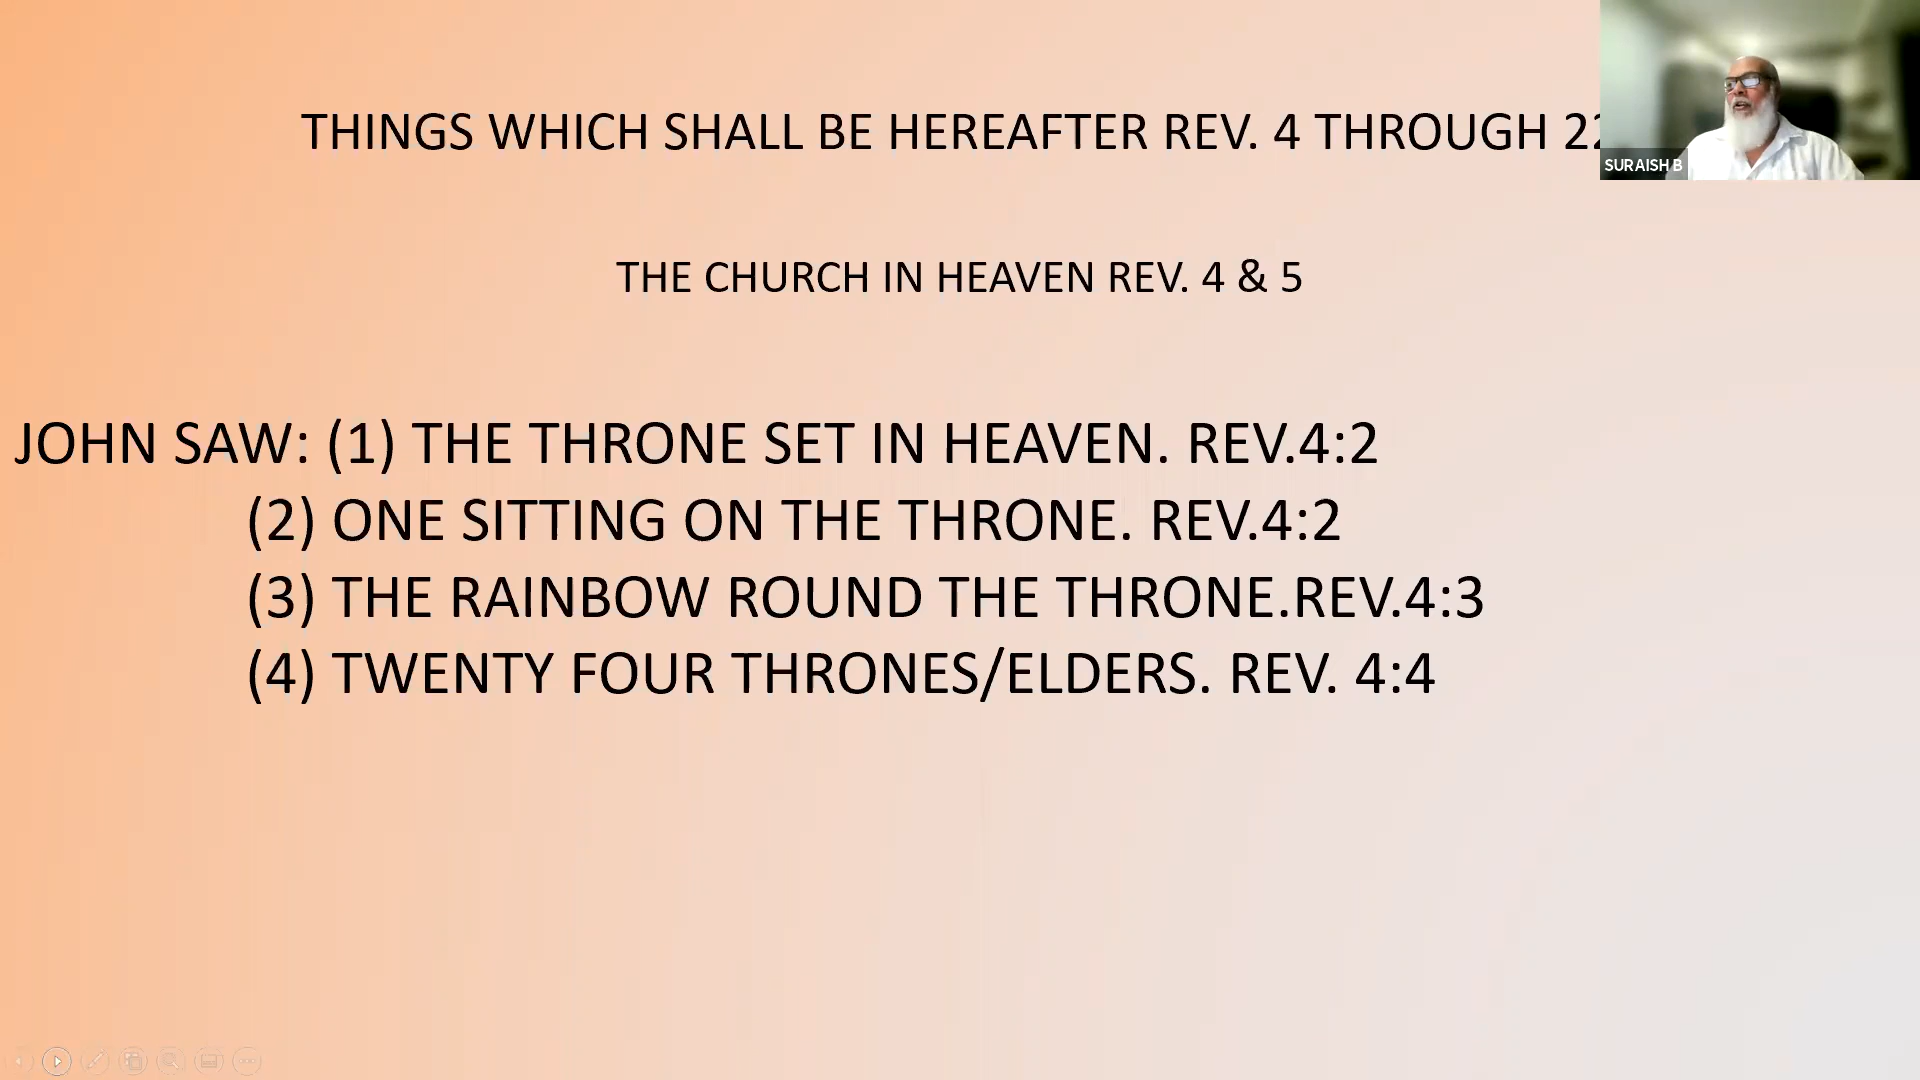 THINGS WHICH SHALL BE HEREAFTER REV. 4 THROUGH 22
SURAISH B
THE CHURCH IN HEAVEN REV. 4 & 5
JOHN SAW: (1) THE THRONE SET IN HEAVEN. REV.4:2
(2) ONE SITTING ON THE THRONE. REV.4:2
(3) THE RAINBOW ROUND THE THRONE.REV.4:3
(4) TWENTY FOUR THRONES/ELDERS. REV. 4:4